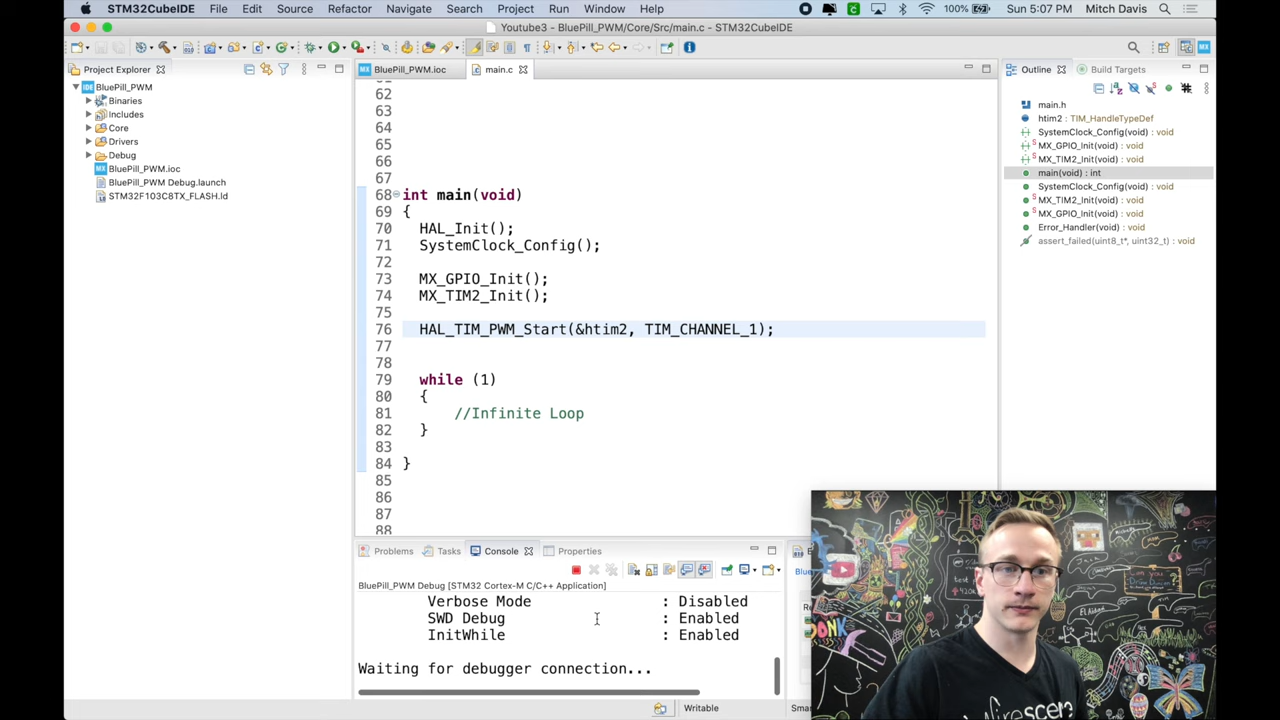 STM32CubeIDE File Edit Source Refactor Navigate Search Project Run Window Help 100% Sun 5:07 PM Mitch Davis
Youtube3 - BluePill_PWM/Core/Src/main.c - STM32CubeIDE
Project Explorer
IDE BluePill_PWM
Binaries
Includes
Core
Drivers
Debug
MX BluePill_PWM.ioc
BluePill_PWM Debug.launch
STM32F103C8TX_FLASH.ld
MX BluePill_PWM.ioc main.c
62
63
64
65
66
67
68 int main(void)
69 {
70 HAL_Init();
71 SystemClock_Config();
72
73 MX_GPIO_Init();
74 MX_TIM2_Init();
75
76 HAL_TIM_PWM_Start(&htim2, TIM_CHANNEL_1);
77
78
79 while (1)
80 {
81 //Infinite Loop
82 }
83
84 }
85
86
87
88
Outline Build Targets
main.h
htim2 : TIM_HandleTypeDef
SystemClock_Config(void) : void
MX_GPIO_Init(void) : void
MX_TIM2_Init(void) : void
main(void) : int
SystemClock_Config(void) : void
MX_TIM2_Init(void) : void
MX_GPIO_Init(void) : void
Error_Handler(void) : void
assert_failed(uint8_t*, uint32_t) : void
Problems Tasks Console Properties
BluePill_PWM Debug [STM32 Cortex-M C/C++ Application]
Verbose Mode : Disabled
SWD Debug : Enabled
InitWhile : Enabled
Waiting for debugger connection...
Writable